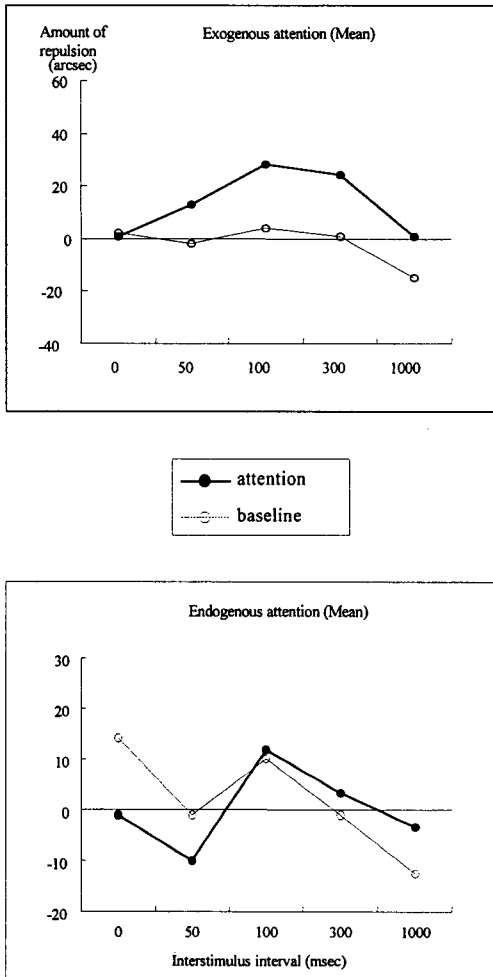 Amount of
repulsion
(arcsec)
Exogenous attention (Mean)
60
40
20
0
-20
-40
0 50 100 300 1000
attention
baseline
Endogenous attention (Mean)
30
20
10
0
-10
-20
0 50 100 300 1000
Interstimulus interval (msec)